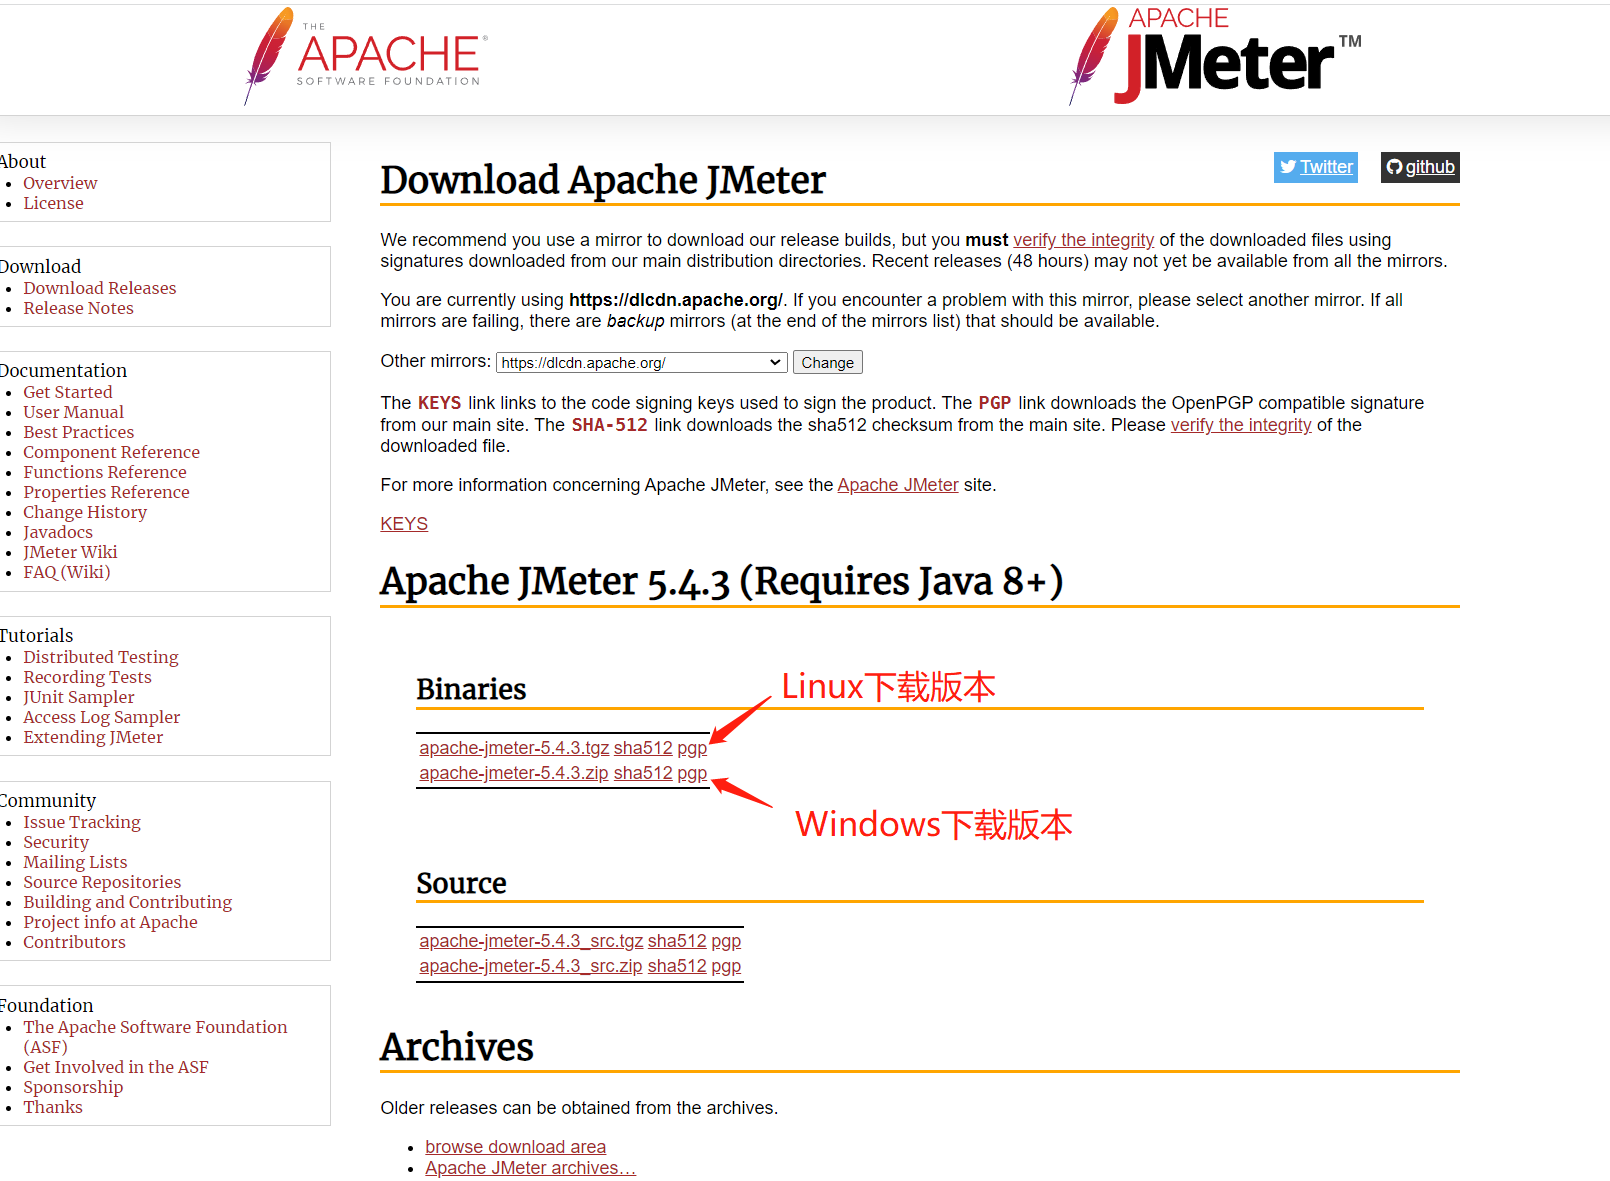 THE
APACHE®
SOFTWARE FOUNDATION
APACHE
JMeter™
About
Overview
License
Download
Download Releases
Release Notes
Documentation
Get Started
User Manual
Best Practices
Component Reference
Functions Reference
Properties Reference
Change History
Javadocs
JMeter Wiki
FAQ (Wiki)
Tutorials
Distributed Testing
Recording Tests
JUnit Sampler
Access Log Sampler
Extending JMeter
Community
Issue Tracking
Security
Mailing Lists
Source Repositories
Building and Contributing
Project info at Apache
Contributors
Foundation
The Apache Software Foundation
(ASF)
Get Involved in the ASF
Sponsorship
Thanks
Twitter
github
Download Apache JMeter
We recommend you use a mirror to download our release builds, but you must verify the integrity of the downloaded files using
signatures downloaded from our main distribution directories. Recent releases (48 hours) may not yet be available from all the mirrors.
You are currently using https://dlcdn.apache.org/. If you encounter a problem with this mirror, please select another mirror. If all
mirrors are failing, there are backup mirrors (at the end of the mirrors list) that should be available.
Other mirrors: https://dlcdn.apache.org/ Change
The KEYS link links to the code signing keys used to sign the product. The PGP link downloads the OpenPGP compatible signature
from our main site. The SHA-512 link downloads the sha512 checksum from the main site. Please verify the integrity of the
downloaded file.
For more information concerning Apache JMeter, see the Apache JMeter site.
KEYS
Apache JMeter 5.4.3 (Requires Java 8+)
Binaries
Linux下载版本
apache-jmeter-5.4.3.tgz sha512 pgp
apache-jmeter-5.4.3.zip sha512 pgp
Windows下载版本
Source
apache-jmeter-5.4.3_src.tgz sha512 pgp
apache-jmeter-5.4.3_src.zip sha512 pgp
Archives
Older releases can be obtained from the archives.
browse download area
Apache JMeter archives…